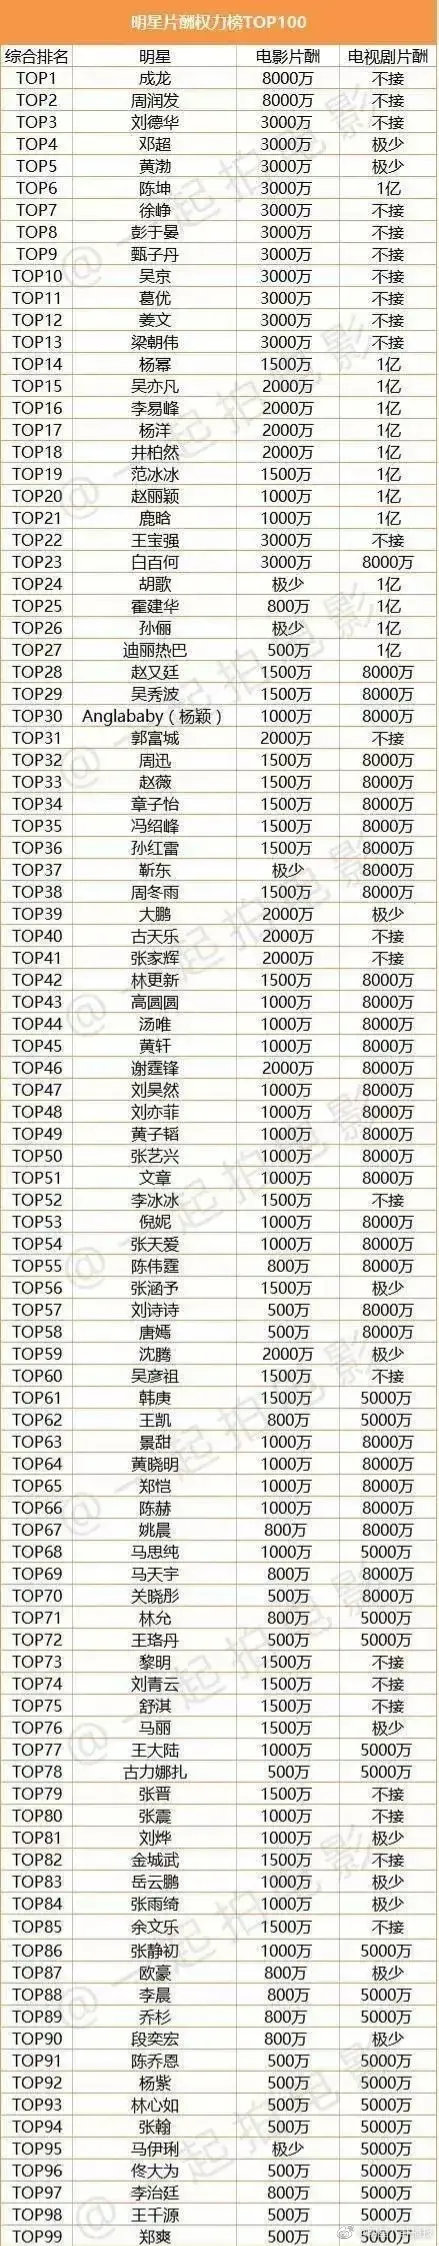 明星片酬权力榜TOP100
综合排名 明星 电影片酬 电视剧片酬
TOP1 成龙 8000万 不接
TOP2 周润发 8000万 不接
TOP3 刘德华 3000万 不接
TOP4 邓超 3000万 极少
TOP5 黄渤 3000万 极少
TOP6 陈坤 3000万 1亿
TOP7 徐峥 3000万 不接
TOP8 彭于晏 3000万 不接
TOP9 甄子丹 3000万 不接
TOP10 吴京 3000万 不接
TOP11 葛优 3000万 不接
TOP12 姜文 3000万 不接
TOP13 梁朝伟 3000万 不接
TOP14 杨幂 1500万 1亿
TOP15 吴亦凡 2000万 1亿
TOP16 李易峰 2000万 1亿
TOP17 杨洋 2000万 1亿
TOP18 井柏然 2000万 1亿
TOP19 范冰冰 1500万 1亿
TOP20 赵丽颖 1000万 1亿
TOP21 鹿晗 1000万 1亿
TOP22 王宝强 3000万 不接
TOP23 白百何 3000万 8000万
TOP24 胡歌 极少 1亿
TOP25 霍建华 800万 1亿
TOP26 孙俪 极少 1亿
TOP27 迪丽热巴 500万 1亿
TOP28 赵又廷 1500万 8000万
TOP29 吴秀波 1500万 8000万
TOP30 Anglababy（杨颖） 1000万 8000万
TOP31 郭富城 2000万 不接
TOP32 周迅 1500万 8000万
TOP33 赵薇 1500万 8000万
TOP34 章子怡 1500万 8000万
TOP35 冯绍峰 1500万 8000万
TOP36 孙红雷 1500万 8000万
TOP37 靳东 极少 8000万
TOP38 周冬雨 1500万 8000万
TOP39 大鹏 2000万 极少
TOP40 古天乐 2000万 不接
TOP41 张家辉 2000万 不接
TOP42 林更新 1500万 8000万
TOP43 高圆圆 1000万 8000万
TOP44 汤唯 1000万 8000万
TOP45 黄轩 1000万 8000万
TOP46 谢霆锋 2000万 8000万
TOP47 刘昊然 1000万 8000万
TOP48 刘亦菲 1000万 8000万
TOP49 黄子韬 1000万 8000万
TOP50 张艺兴 1000万 8000万
TOP51 文章 1000万 8000万
TOP52 李冰冰 1500万 不接
TOP53 倪妮 1000万 8000万
TOP54 张天爱 1000万 8000万
TOP55 陈伟霆 800万 8000万
TOP56 张涵予 1500万 极少
TOP57 刘诗诗 500万 8000万
TOP58 唐嫣 500万 8000万
TOP59 沈腾 2000万 极少
TOP60 吴彦祖 1500万 不接
TOP61 韩庚 1500万 5000万
TOP62 王凯 800万 5000万
TOP63 景甜 1000万 8000万
TOP64 黄晓明 1000万 8000万
TOP65 郑恺 1000万 8000万
TOP66 陈赫 1000万 8000万
TOP67 姚晨 800万 8000万
TOP68 马思纯 1000万 5000万
TOP69 马天宇 800万 8000万
TOP70 关晓彤 500万 8000万
TOP71 林允 800万 5000万
TOP72 王珞丹 500万 5000万
TOP73 黎明 1500万 不接
TOP74 刘青云 1500万 不接
TOP75 舒淇 1500万 不接
TOP76 马丽 1500万 极少
TOP77 王大陆 1000万 5000万
TOP78 古力娜扎 500万 5000万
TOP79 张晋 1500万 不接
TOP80 张震 1000万 不接
TOP81 刘烨 1000万 极少
TOP82 金城武 1500万 不接
TOP83 岳云鹏 1000万 极少
TOP84 张雨绮 1000万 极少
TOP85 余文乐 1500万 不接
TOP86 张静初 1000万 5000万
TOP87 欧豪 800万 极少
TOP88 李晨 800万 5000万
TOP89 乔杉 800万 5000万
TOP90 段奕宏 800万 极少
TOP91 陈乔恩 500万 5000万
TOP92 杨紫 500万 5000万
TOP93 林心如 500万 5000万
TOP94 张翰 500万 5000万
TOP95 马伊琍 极少 5000万
TOP96 佟大为 500万 5000万
TOP97 李治廷 800万 5000万
TOP98 王千源 500万 5000万
TOP99 郑爽 500万 5000万
@一起拍电影